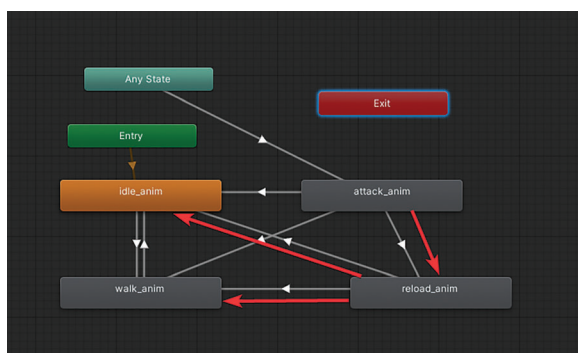 Any State
Exit
Entry
idle_anim
attack_anim
walk_anim
reload_anim